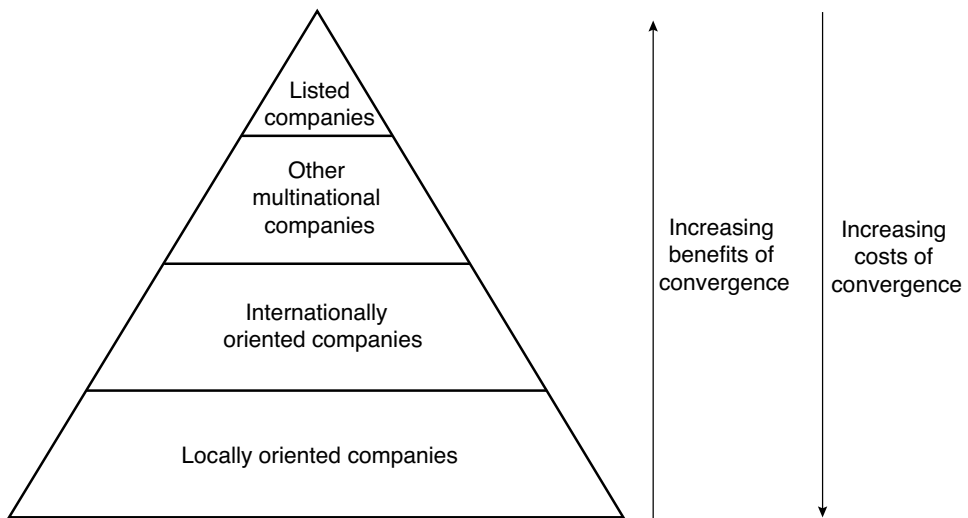 Listed
companies
Other
multinational
companies
Internationally
oriented companies
Locally oriented companies
Increasing
benefits of
convergence
Increasing
costs of
convergence